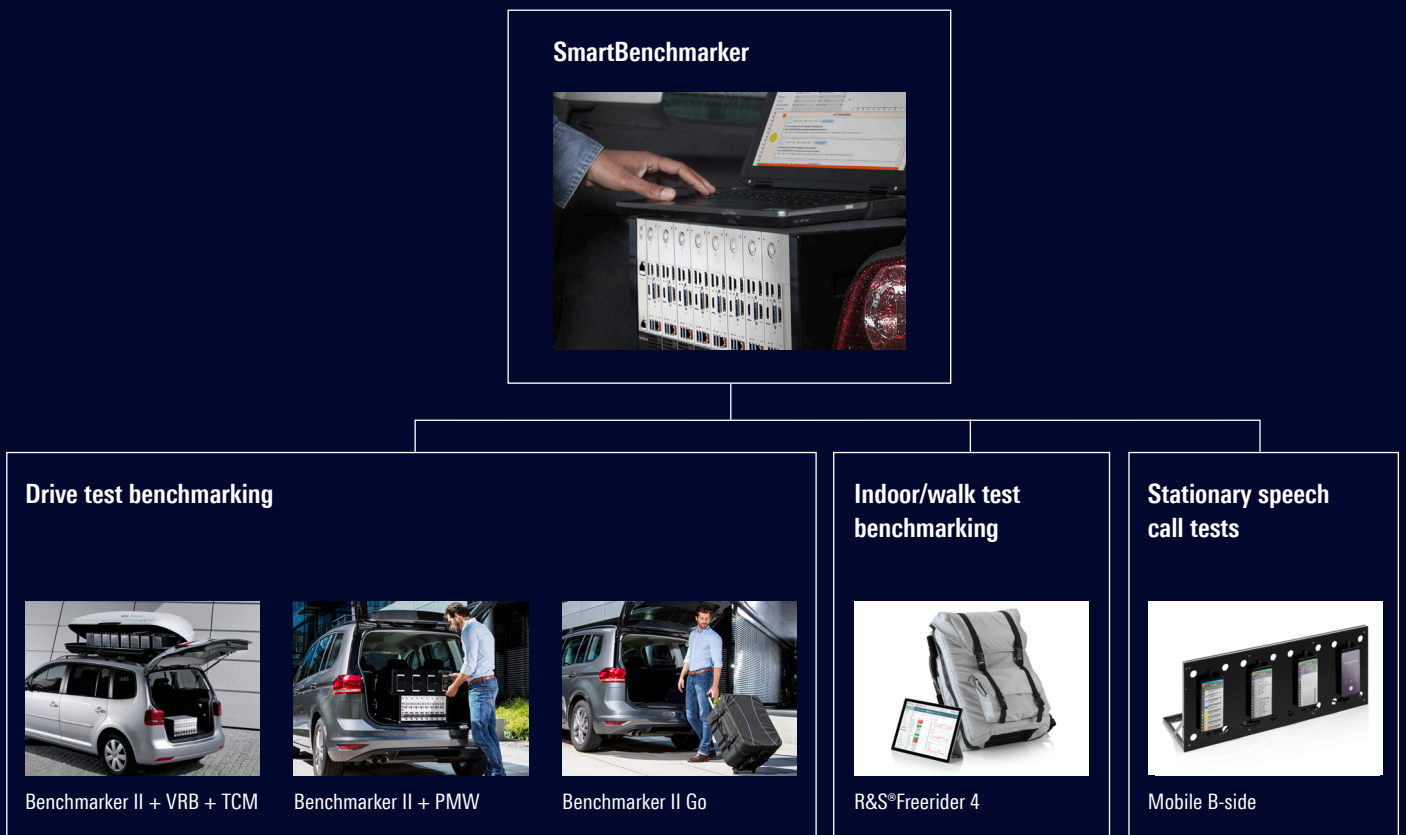 SmartBenchmarker
Drive test benchmarking
Indoor/walk test
benchmarking
Stationary speech
call tests
Benchmarker II + VRB + TCM
Benchmarker II + PMW
Benchmarker II Go
R&S®Freerider 4
Mobile B-side